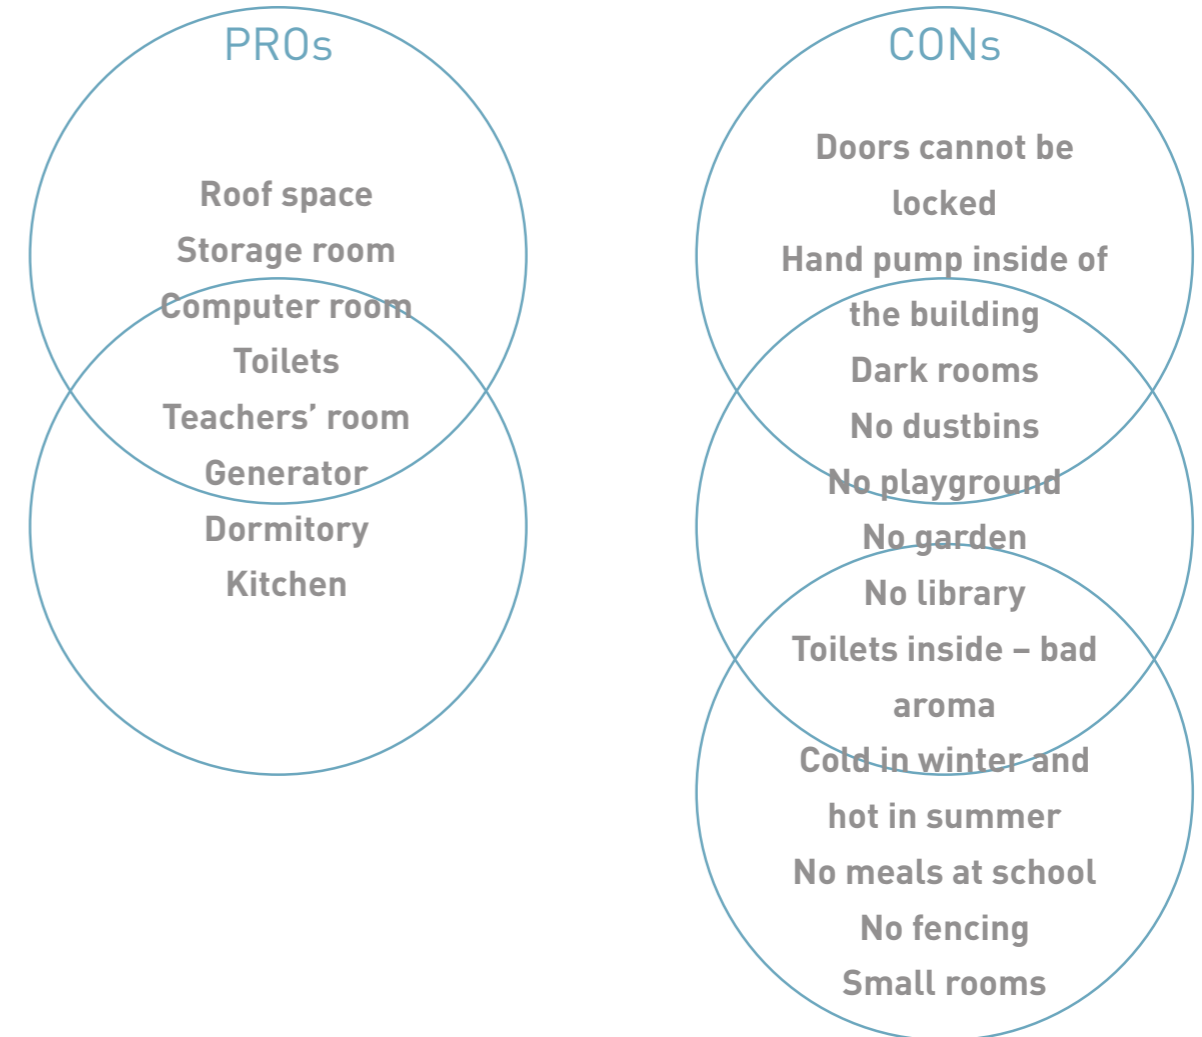 PROs
Roof space
Storage room
Computer room
Toilets
Teachers’ room
Generator
Dormitory
Kitchen
CONs
Doors cannot be
locked
Hand pump inside of
the building
Dark rooms
No dustbins
No playground
No garden
No library
Toilets inside – bad
aroma
Cold in winter and
hot in summer
No meals at school
No fencing
Small rooms